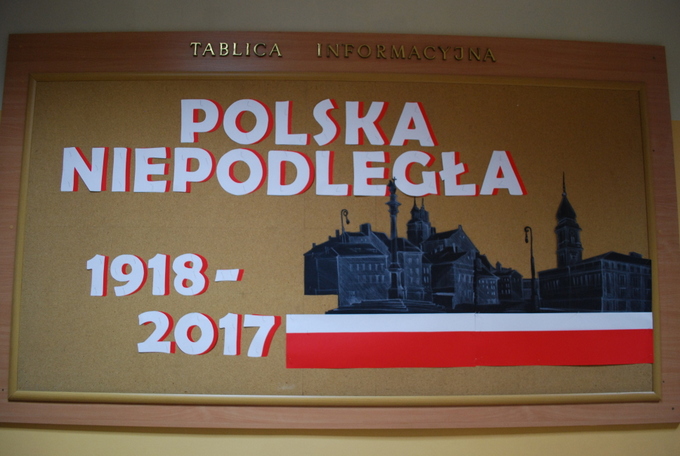 TABLICA INFORMACYJNA
POLSKA
NIEPODLEGŁA
1918-
2017